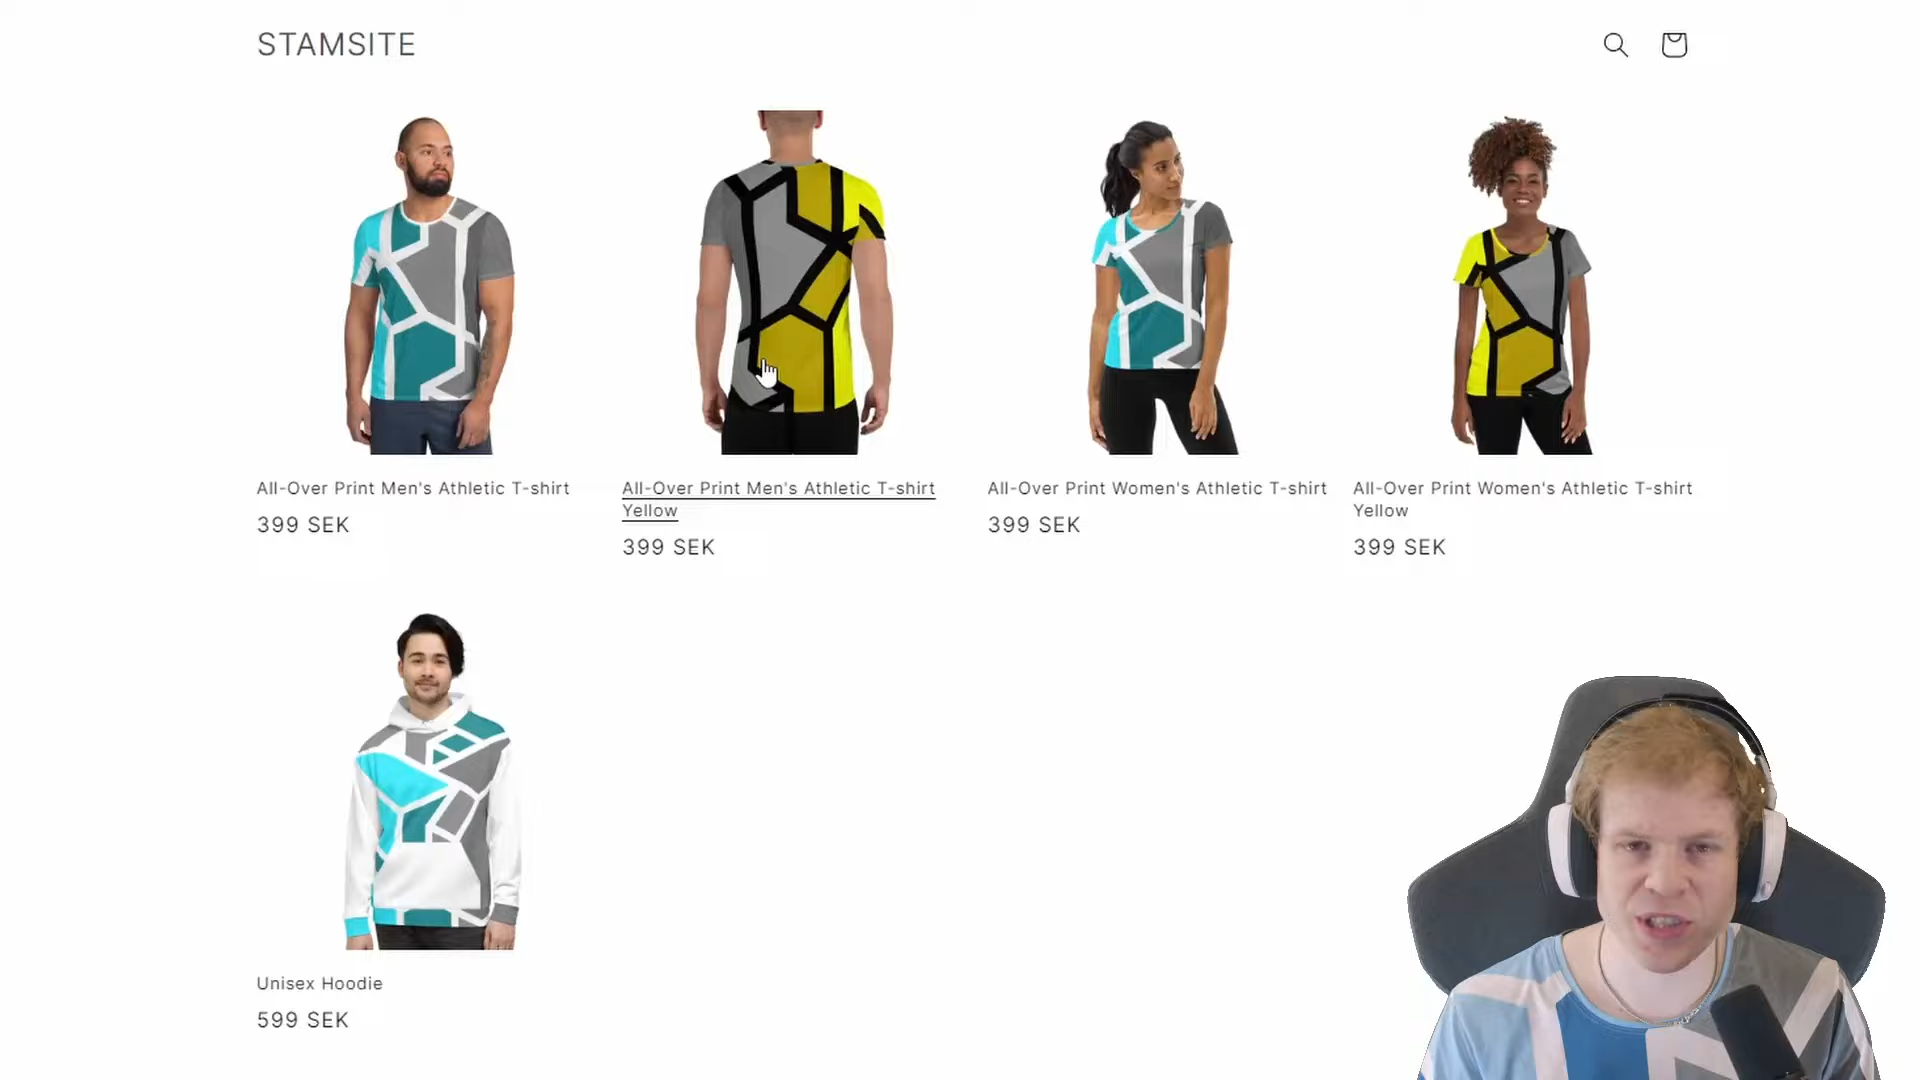 STAMSITE
All-Over Print Men's Athletic T-shirt
399 SEK
All-Over Print Men's Athletic T-shirt
Yellow
399 SEK
All-Over Print Women's Athletic T-shirt
399 SEK
All-Over Print Women's Athletic T-shirt
Yellow
399 SEK
Unisex Hoodie
599 SEK